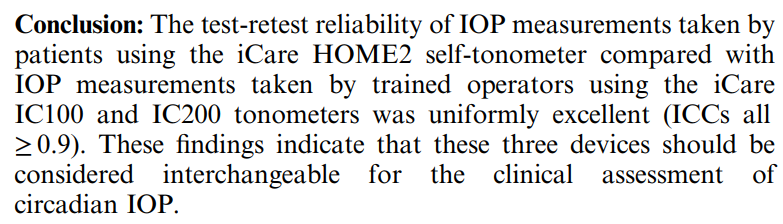 Conclusion: The test-retest reliability of IOP measurements taken by
patients using the iCare HOME2 self-tonometer compared with
IOP measurements taken by trained operators using the iCare
IC100 and IC200 tonometers was uniformly excellent (ICCs all
≥0.9). These findings indicate that these three devices should be
considered interchangeable for the clinical assessment of
circadian IOP.